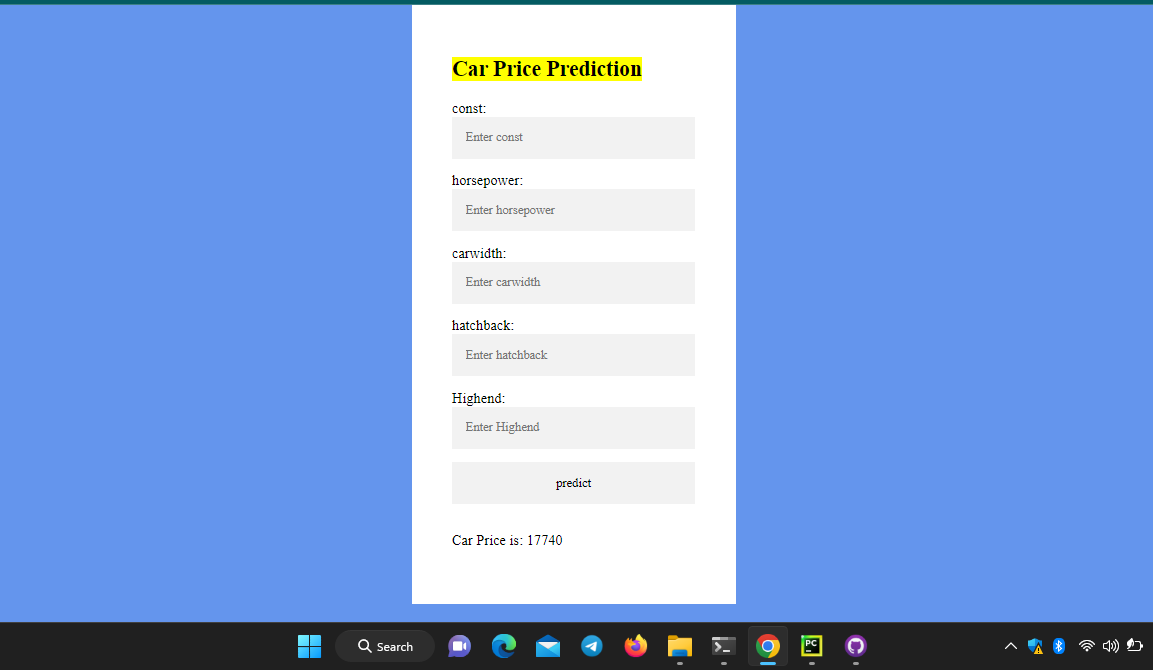 Car Price Prediction
const:
Enter const
horsepower:
Enter horsepower
carwidth:
Enter carwidth
hatchback:
Enter hatchback
Highend:
Enter Highend
predict
Car Price is: 17740
Search
PC